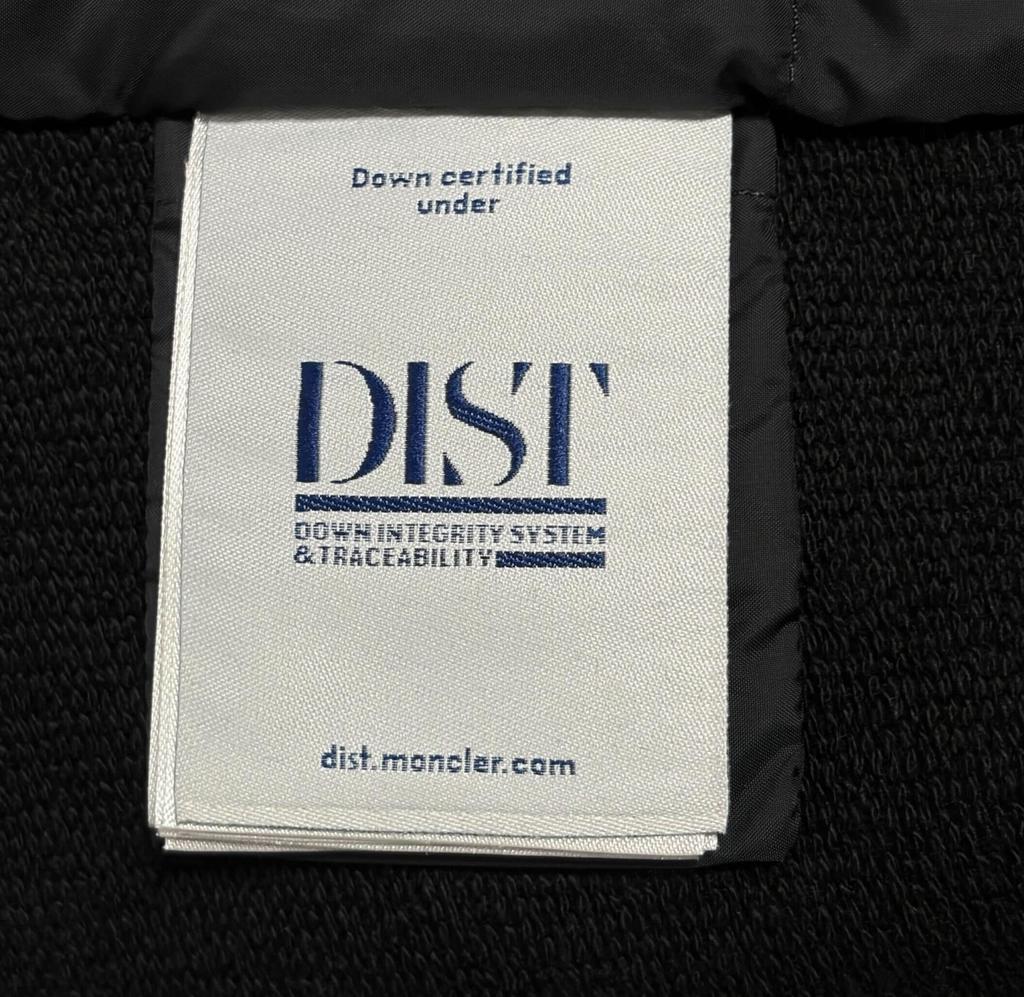 Down certified
under
DIST
DOWN INTEGRITY SYSTEM
&TRACEABILITY
dist.moncler.com